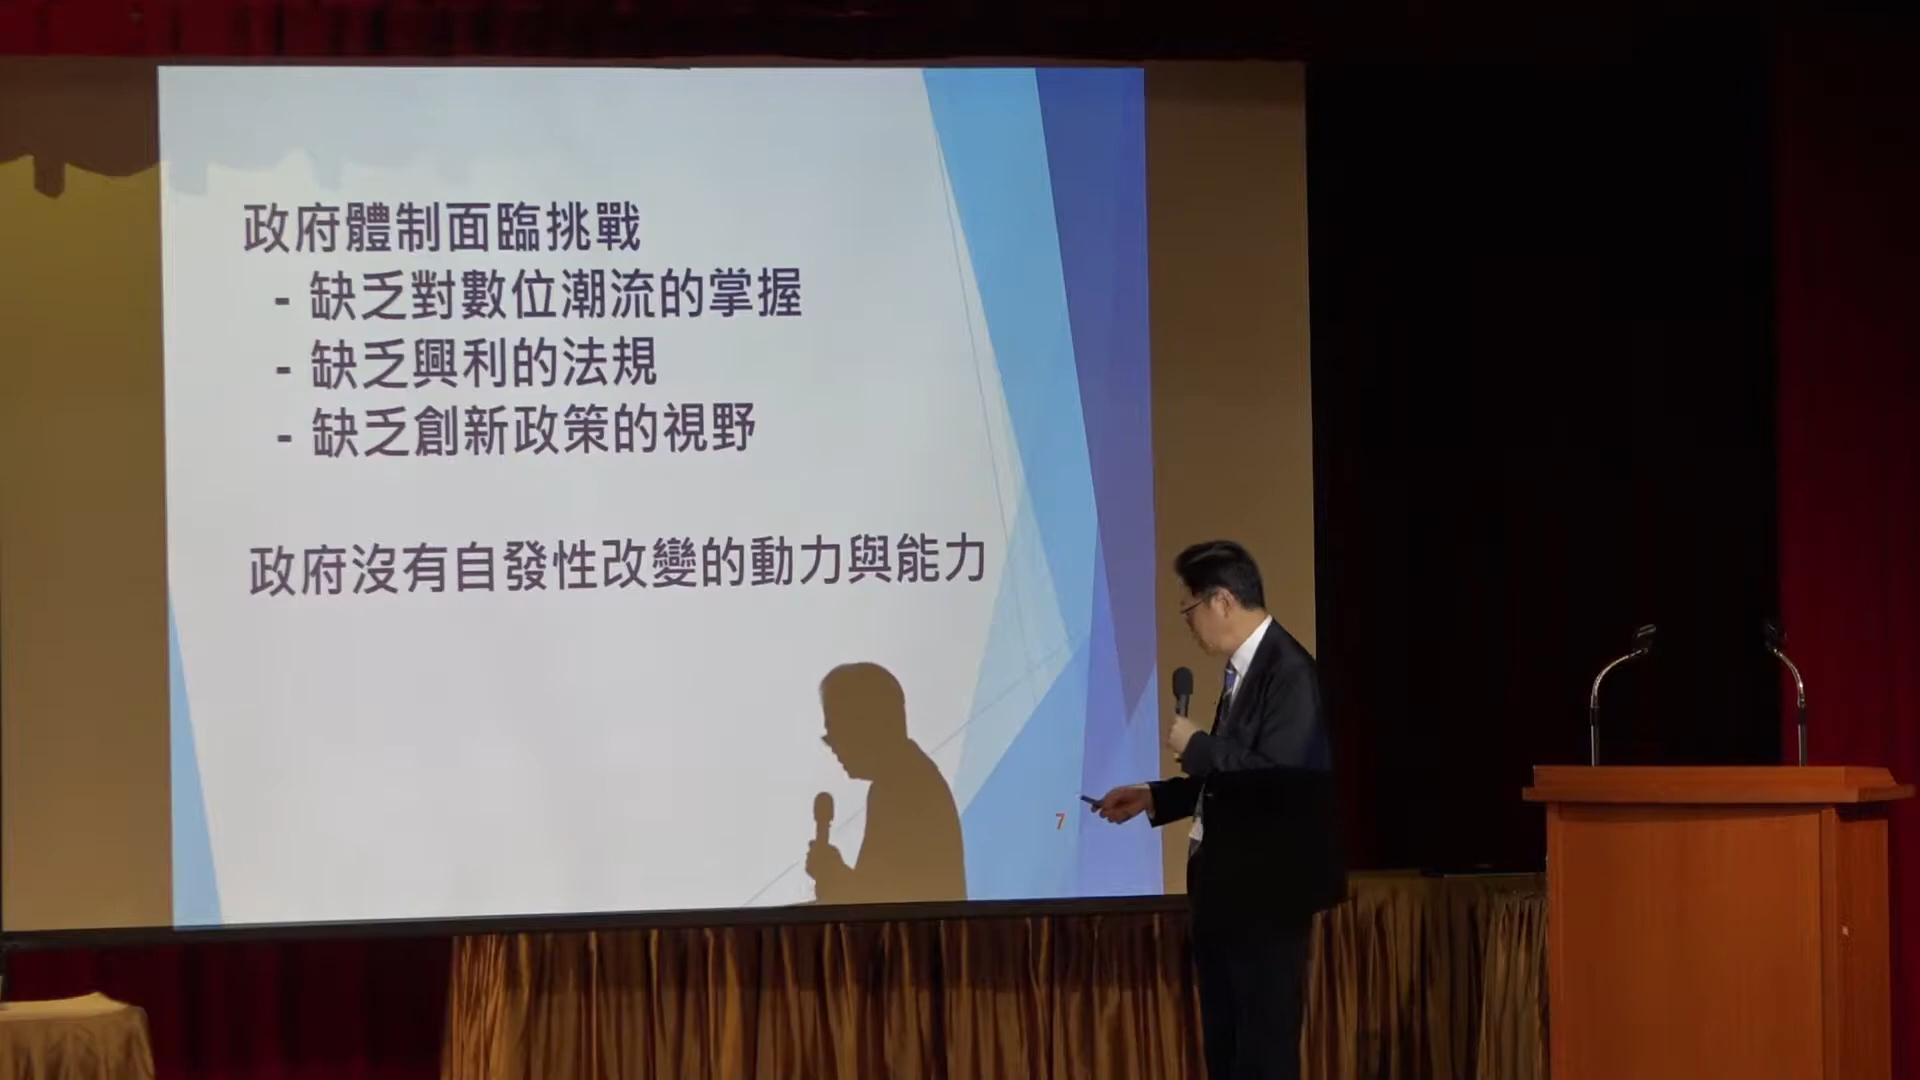 政府體制面臨挑戰
- 缺乏對數位潮流的掌握
- 缺乏興利的法規
- 缺乏創新政策的視野
政府沒有自發性改變的動力與能力
7